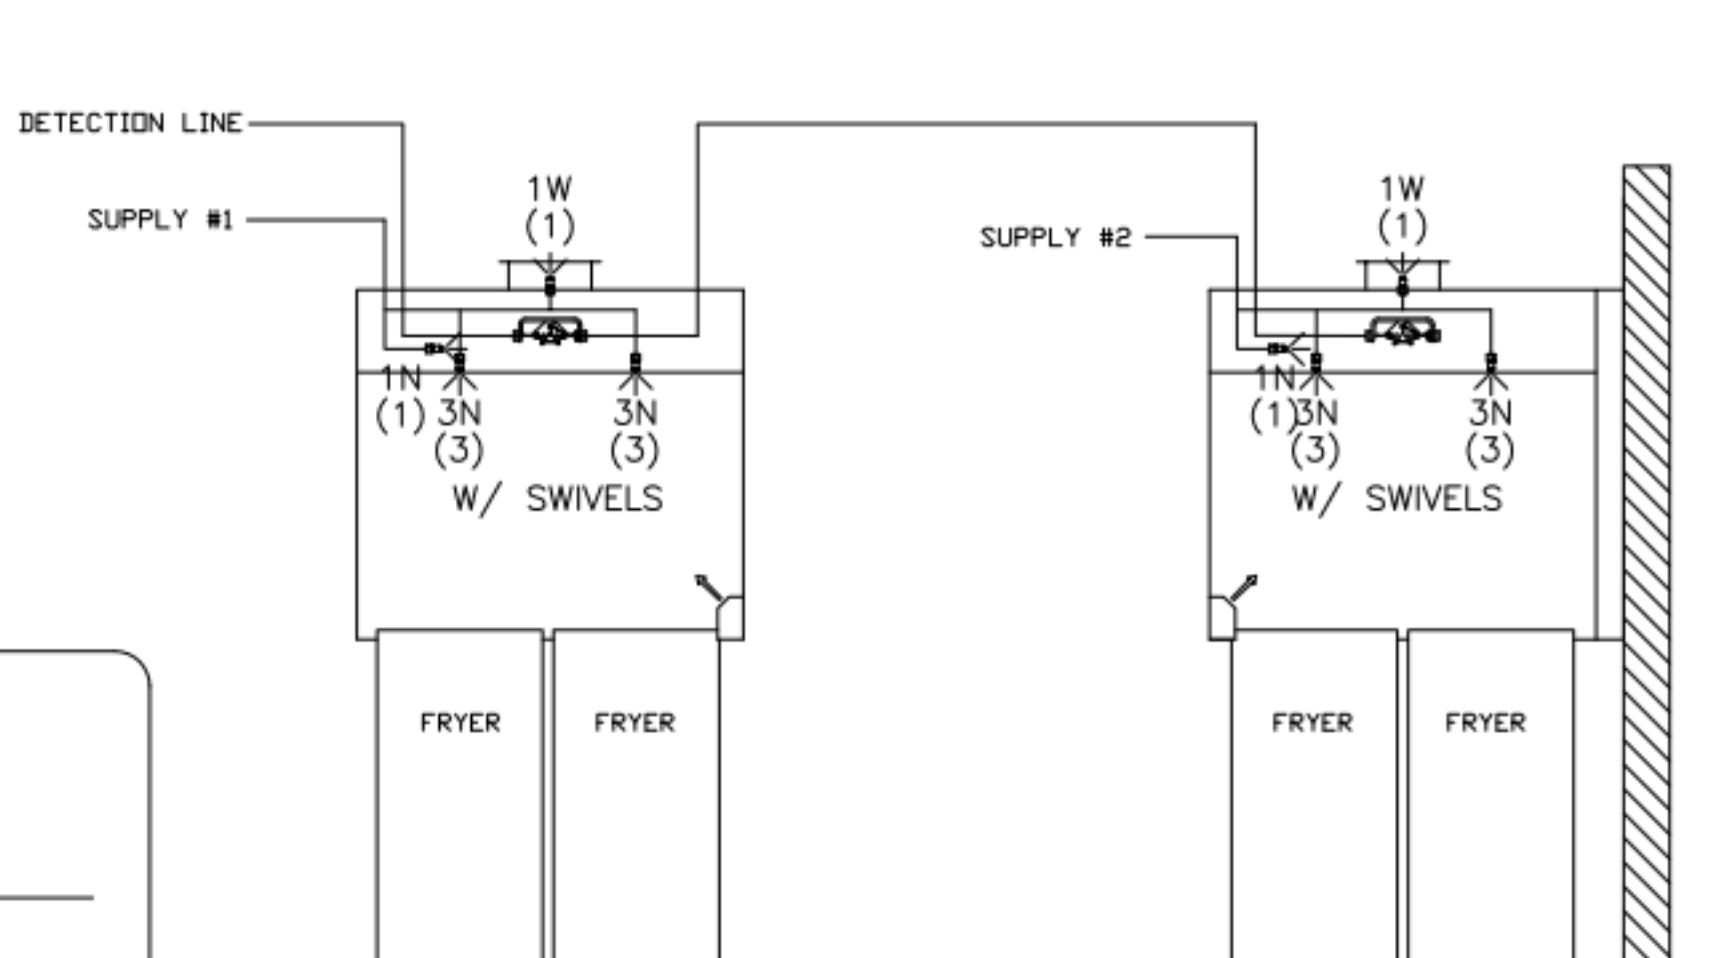 DETECTION LINE
1W
(1)
SUPPLY #1
1W
(1)
SUPPLY #2
1N
(1)
3N
(3)
3N
(3)
W/ SWIVELS
1N
(1)
3N
(3)
3N
(3)
W/ SWIVELS
FRYER
FRYER
FRYER
FRYER